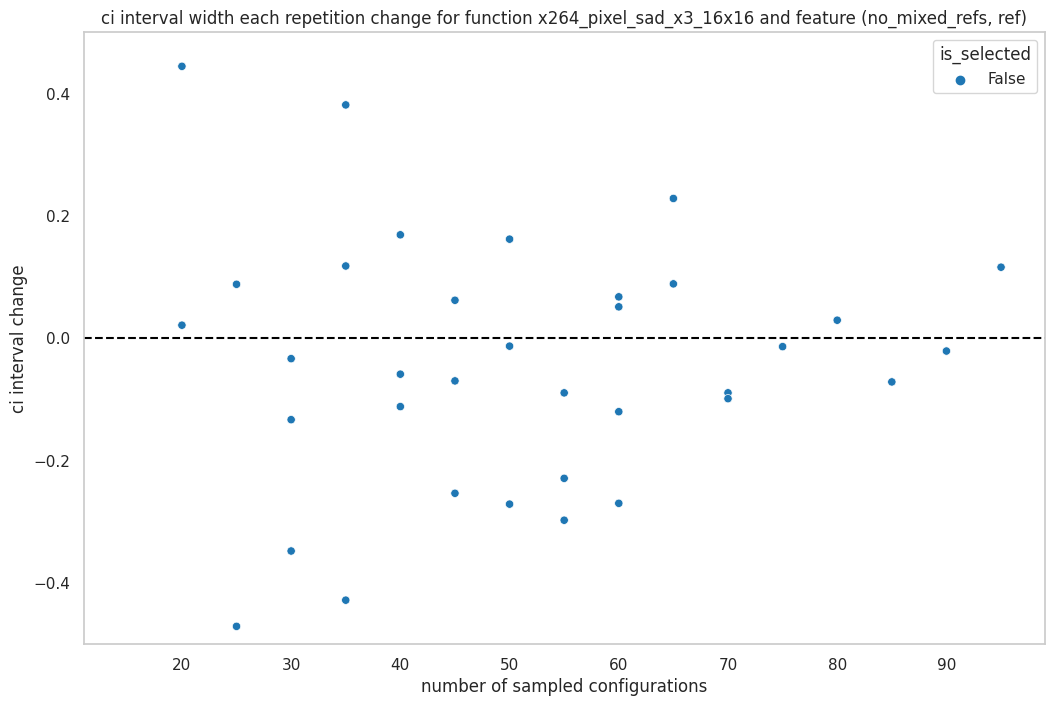 ci interval width each repetition change for function x264_pixel_sad_x3_16x16 and feature (no_mixed_refs, ref)
is_selected
False
0.4
0.2
0.0
−0.2
−0.4
ci interval change
20 30 40 50 60 70 80 90
number of sampled configurations